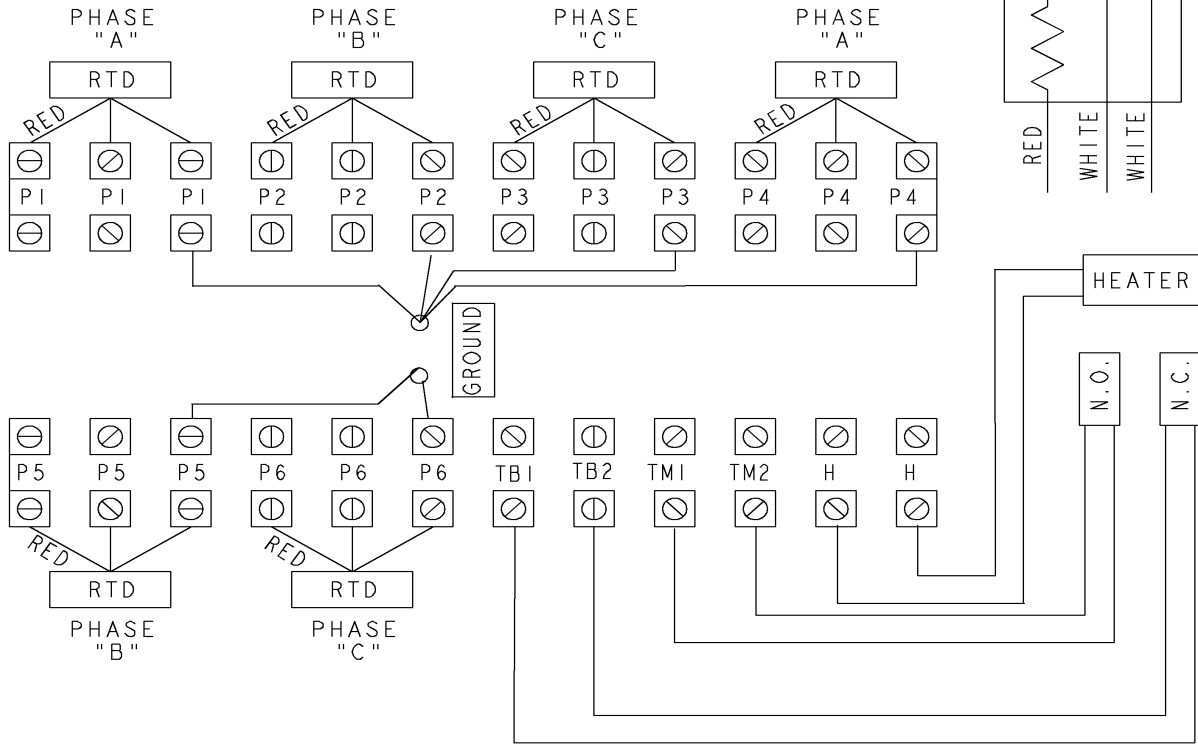 PHASE "A"
PHASE "B"
PHASE "C"
PHASE "A"
RTD
RTD
RTD
RTD
RED
RED
RED
RED
RED
WHITE
WHITE
P1 P1 P1 P2 P2 P2 P3 P3 P3 P4 P4 P4
HEATER
GROUND
N.O.
N.C.
P5 P5 P5 P6 P6 P6 TB1 TB2 TM1 TM2 H H
RED
RED
RTD
RTD
PHASE "B"
PHASE "C"